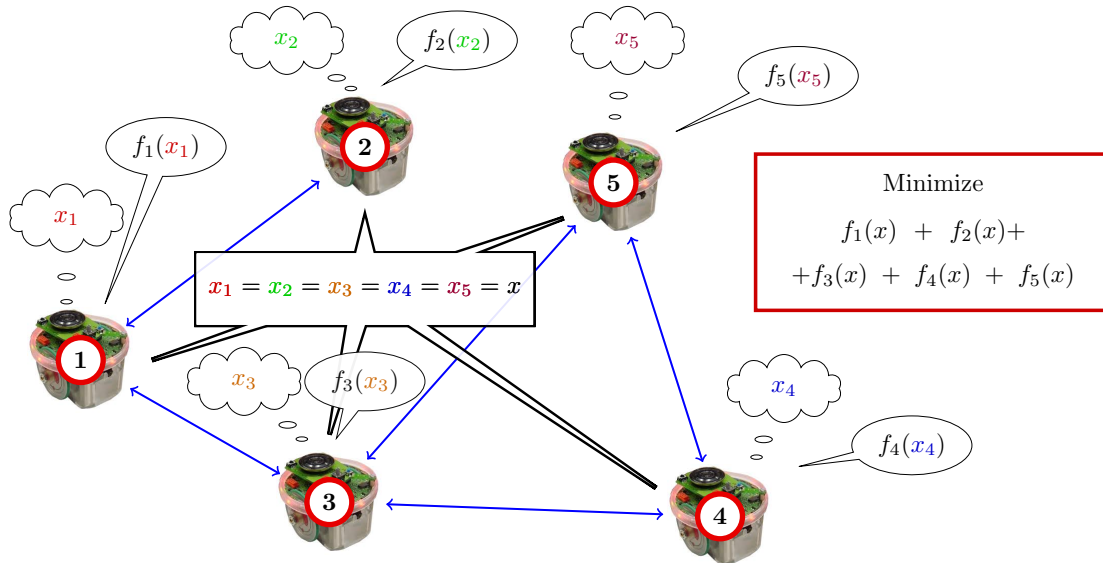 x₂
f₂(x₂)
x₅
f₅(x₅)
f₁(x₁)
2
5
x₁
Minimize
f₁(x) + f₂(x)+
+f₃(x) + f₄(x) + f₅(x)
x₁ = x₂ = x₃ = x₄ = x₅ = x
1
x₃
f₃(x₃)
x₄
f₄(x₄)
3
4